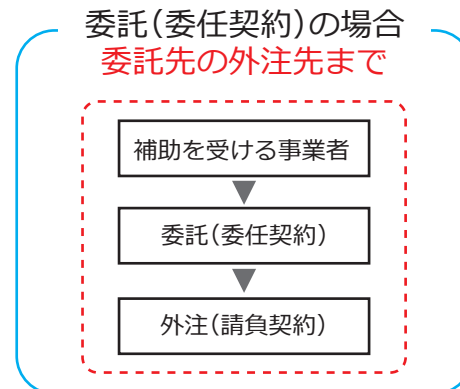 委託（委任契約）の場合
委託先の外注先まで
補助を受ける事業者
委託（委任契約）
外注（請負契約）